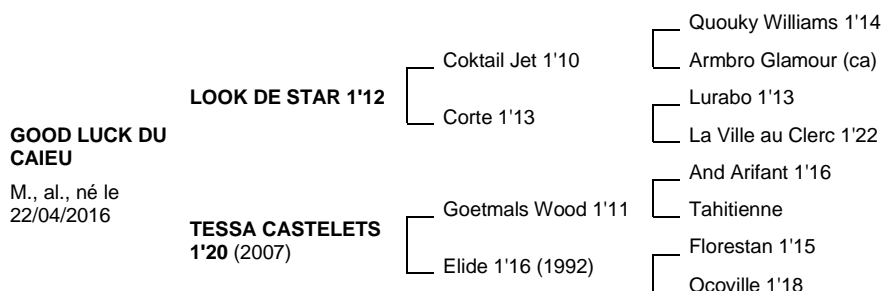 GOOD LUCK DU
CAIEU
M., al., né le
22/04/2016
LOOK DE STAR 1'12
TESSA CASTELETS
1'20 (2007)
Coktail Jet 1'10
Corte 1'13
Goetmals Wood 1'11
Elide 1'16 (1992)
Quouky Williams 1'14
Armbro Glamour (ca)
Lurabo 1'13
La Ville au Clerc 1'22
And Arifant 1'16
Tahitienne
Florestan 1'15
Ocoville 1'18